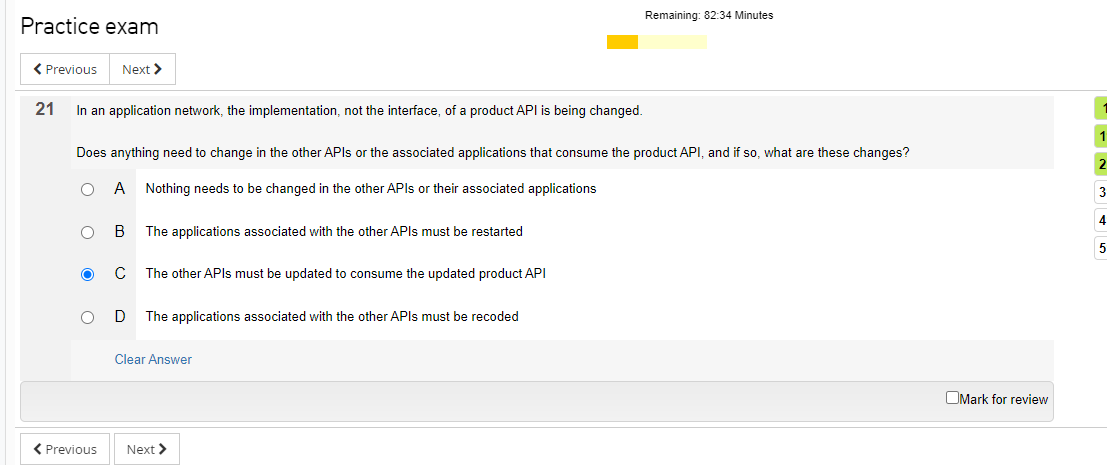 Practice exam
Remaining: 82:34 Minutes
Previous Next
21 In an application network, the implementation, not the interface, of a product API is being changed.
Does anything need to change in the other APIs or the associated applications that consume the product API, and if so, what are these changes?
A Nothing needs to be changed in the other APIs or their associated applications
B The applications associated with the other APIs must be restarted
C The other APIs must be updated to consume the updated product API
D The applications associated with the other APIs must be recoded
Clear Answer
Mark for review
Previous Next
1
1
2
3
4
5